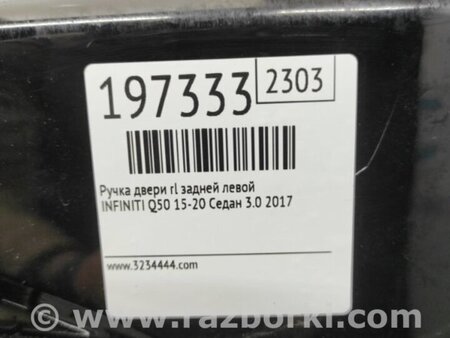 197333 2303
Ручка двери rl задней левой
INFINITI Q50 15-20 Седан 3.0 2017
www.3234444.com
© www.razborki.com